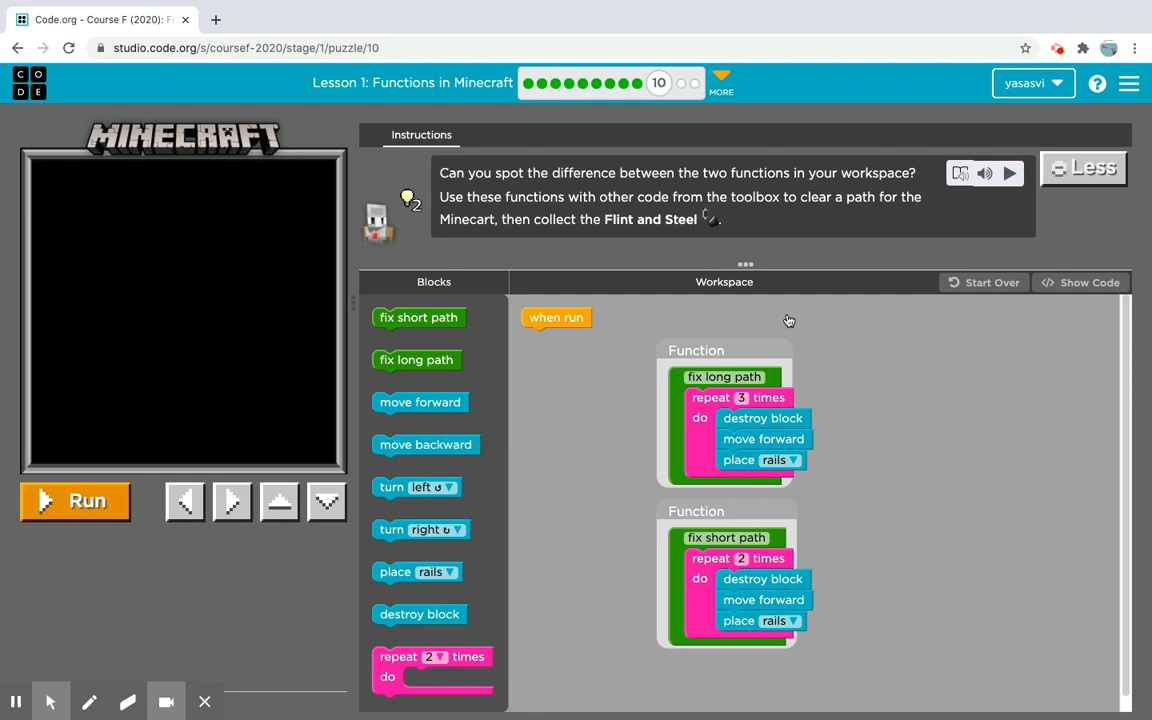 Code.org - Course F (2020): F
studio.code.org/s/coursef-2020/stage/1/puzzle/10
C O
D E
Lesson 1: Functions in Minecraft
10
MORE
yasasvi
?
MINECRAFT
Instructions
2
Can you spot the difference between the two functions in your workspace?
Use these functions with other code from the toolbox to clear a path for the
Minecart, then collect the Flint and Steel .
Less
Blocks
Workspace
Start Over
</> Show Code
fix short path
fix long path
move forward
move backward
turn left ↺ ▼
turn right ↻ ▼
place rails ▼
destroy block
repeat 2 ▼ times
do
when run
Function
fix long path
repeat 3 times
do destroy block
move forward
place rails ▼
Function
fix short path
repeat 2 times
do destroy block
move forward
place rails ▼
Run